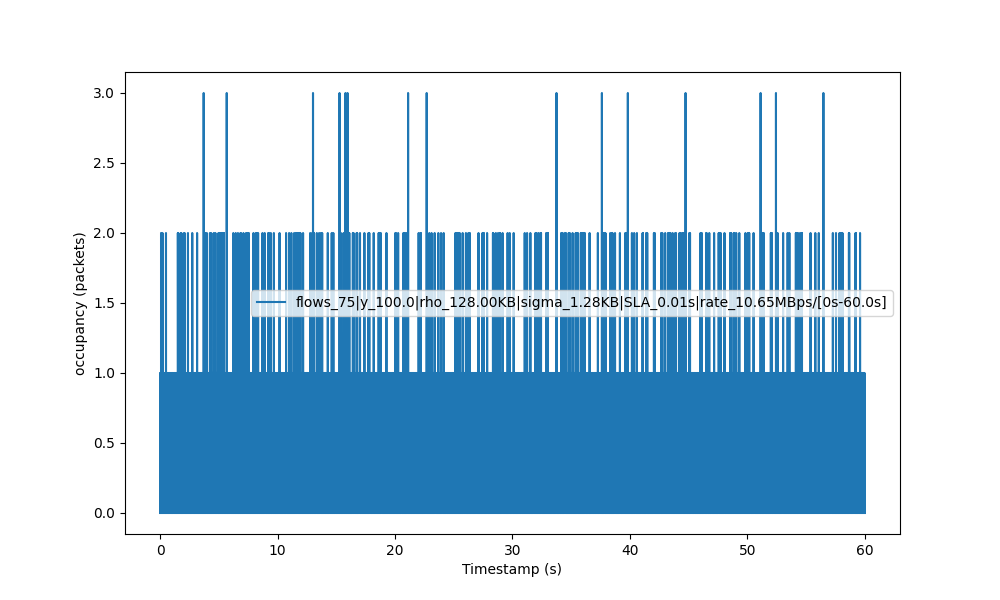 3.0
2.5
2.0
1.5
1.0
0.5
0.0
occupancy (packets)
flows_75|y_100.0|rho_128.00KB|sigma_1.28KB|SLA_0.01s|rate_10.65MBps/[0s-60.0s]
0 10 20 30 40 50 60
Timestamp (s)